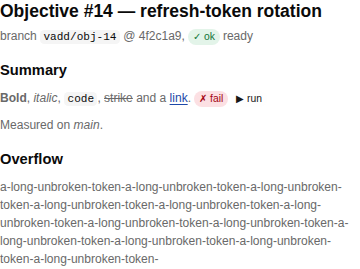 Objective #14 — refresh-token rotation
branch vadd/obj-14 @ 4f2c1a9, ✓ ok ready
Summary
Bold, italic, code, strike and a link. ✗ fail ▶ run
Measured on main.
Overflow
a-long-unbroken-token-a-long-unbroken-token-a-long-unbroken-
token-a-long-unbroken-token-a-long-unbroken-token-a-long-
unbroken-token-a-long-unbroken-token-a-long-unbroken-token-a-
long-unbroken-token-a-long-unbroken-token-a-long-unbroken-
token-a-long-unbroken-token-